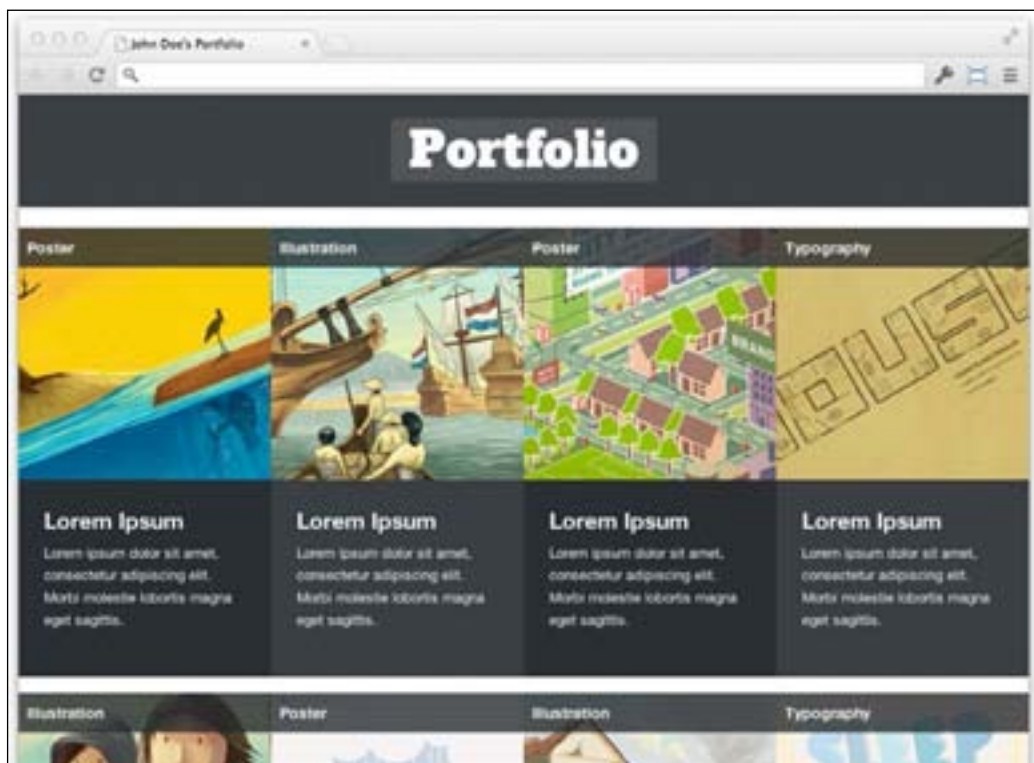 John Doe's Portfolio
Portfolio
Poster
Illustration
Poster
Typography
BRAND
Lorem Ipsum
Lorem ipsum dolor sit amet,
consectetur adipiscing elit.
Morbi molestie lobortis magna
eget sagittis.
Lorem Ipsum
Lorem ipsum dolor sit amet,
consectetur adipiscing elit.
Morbi molestie lobortis magna
eget sagittis.
Lorem Ipsum
Lorem ipsum dolor sit amet,
consectetur adipiscing elit.
Morbi molestie lobortis magna
eget sagittis.
Lorem Ipsum
Lorem ipsum dolor sit amet,
consectetur adipiscing elit.
Morbi molestie lobortis magna
eget sagittis.
Illustration
Poster
Illustration
Typography